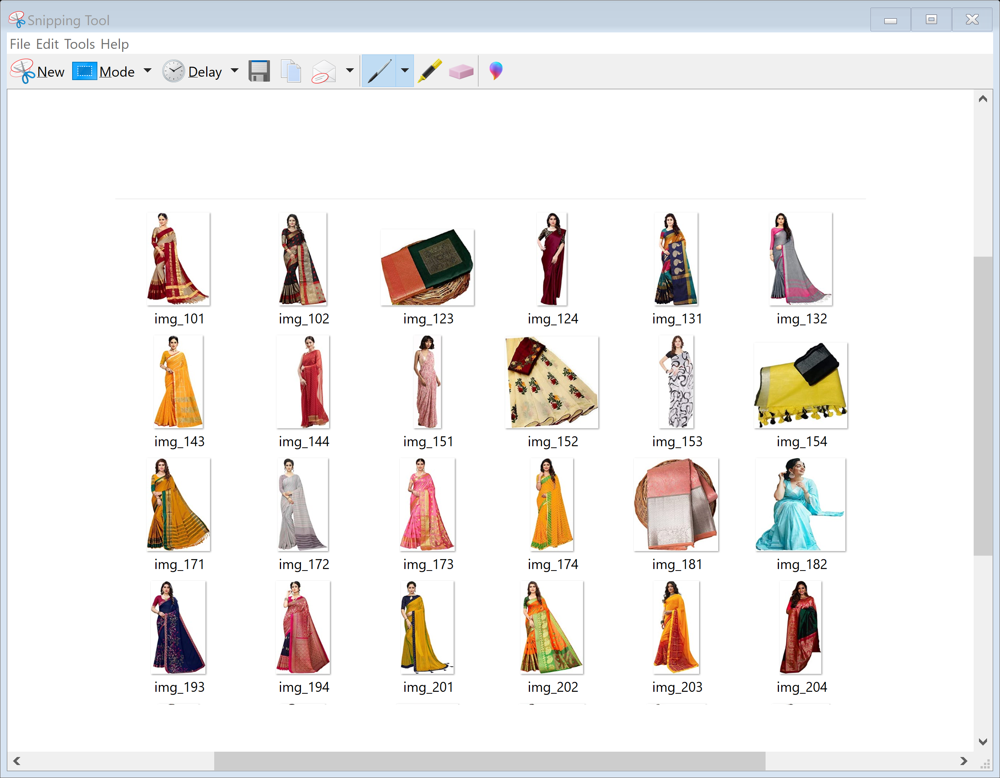 Snipping Tool
File Edit Tools Help
New Mode Delay
img_101 img_102 img_123 img_124 img_131 img_132
img_143 img_144 img_151 img_152 img_153 img_154
img_171 img_172 img_173 img_174 img_181 img_182
img_193 img_194 img_201 img_202 img_203 img_204